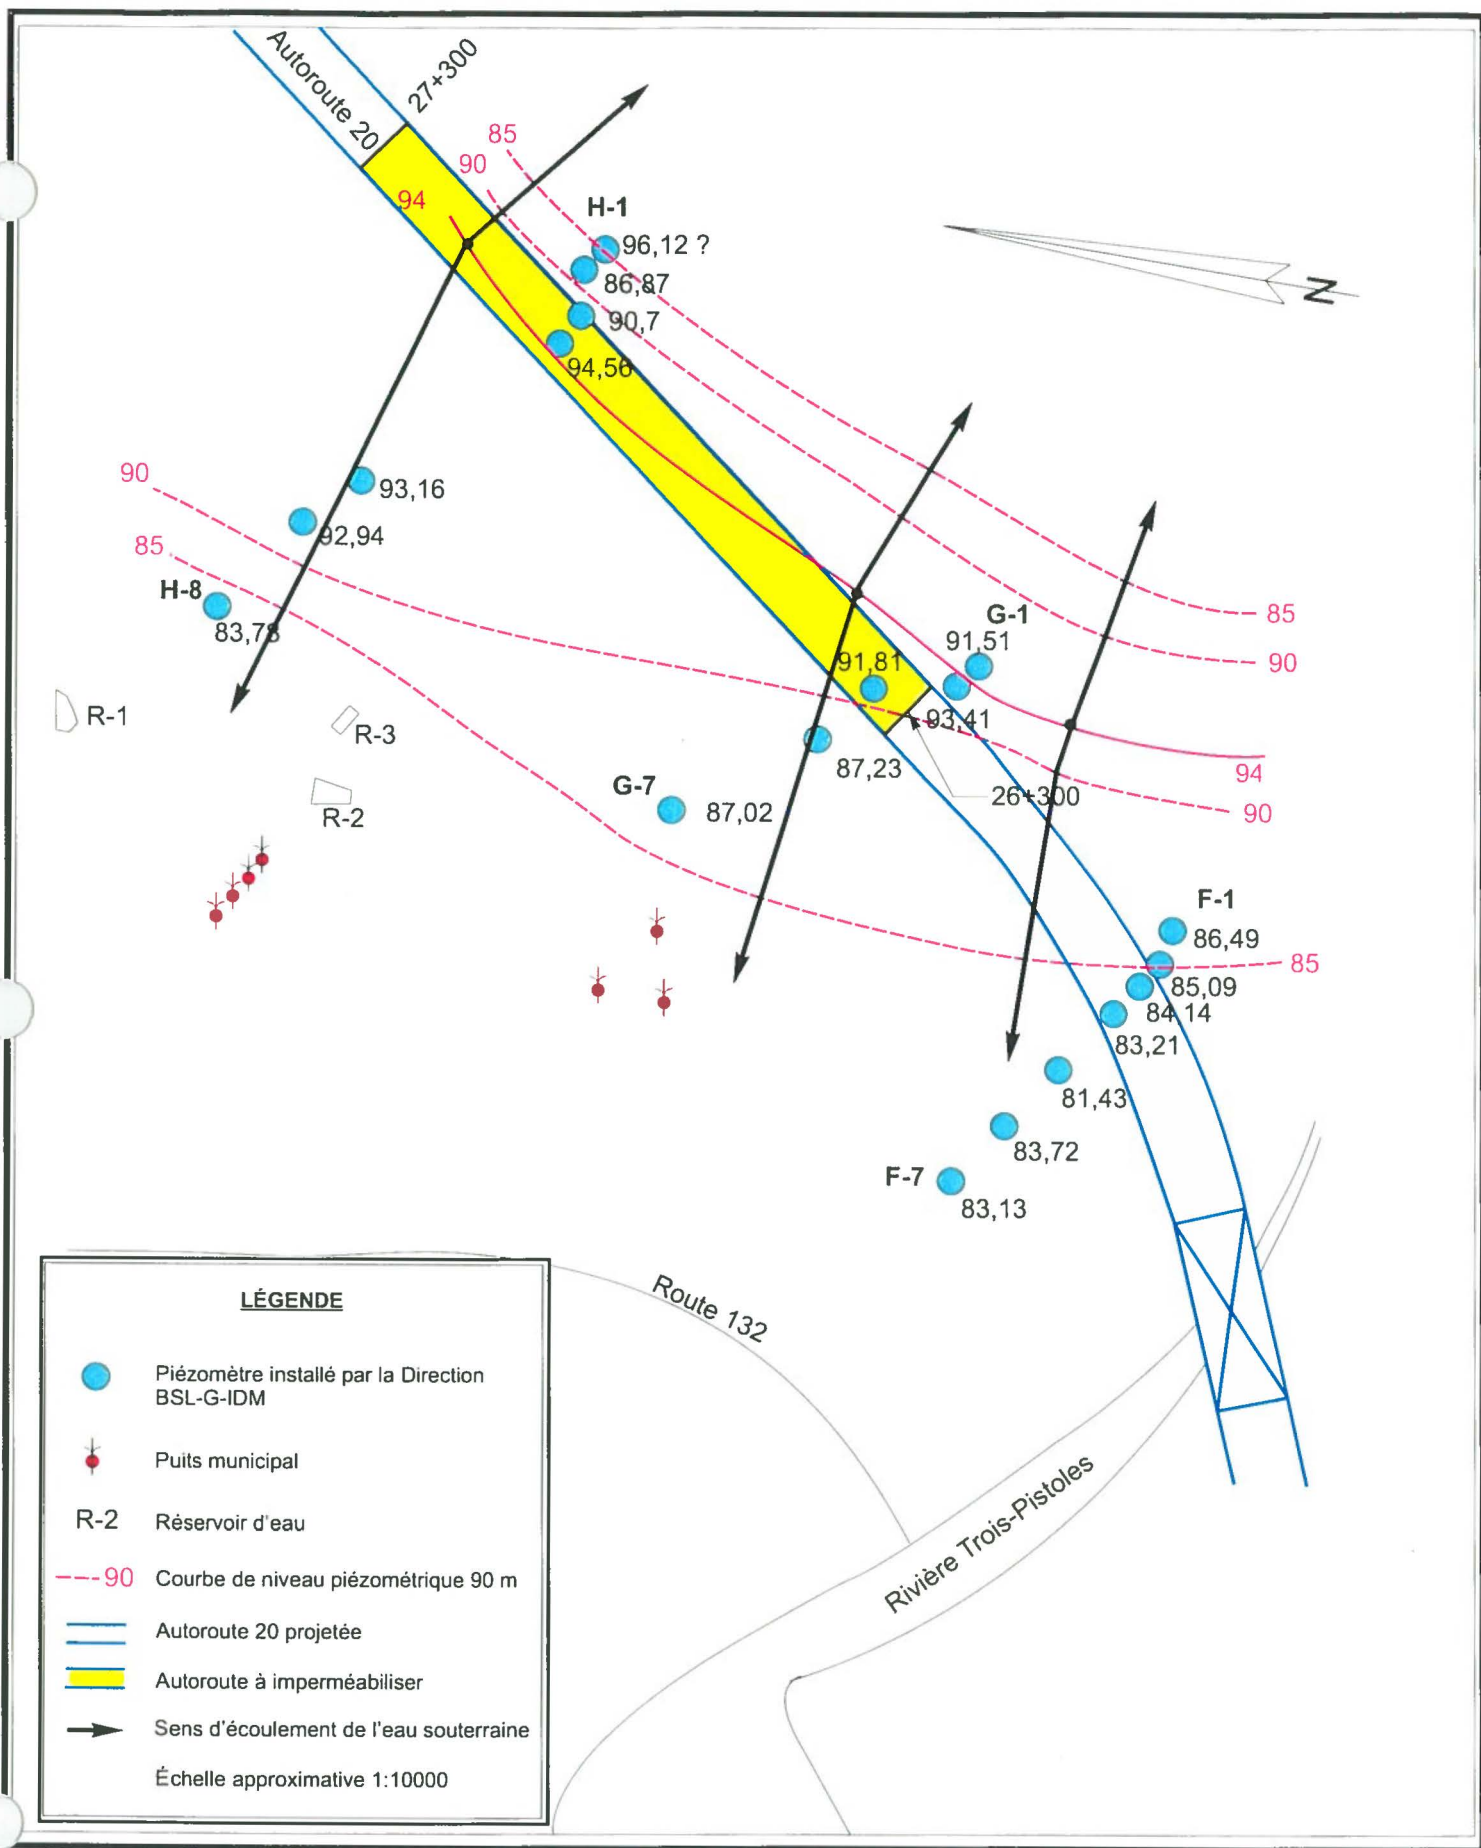 Autoroute 20
27+300
85
90
94
H-1
96,12 ?
86,87
90,7
94,56
N
90
93,16
92,94
85
H-8
83,78
G-1
91,51
85
90
91,81
93,41
R-1
R-3
87,23
94
G-7
87,02
26+300
90
R-2
F-1
86,49
85
85,09
84,14
83,21
81,43
83,72
F-7
83,13
Route 132
Rivière Trois-Pistoles
LÉGENDE
Piézomètre installé par la Direction
BSL-G-IDM
Puits municipal
R-2 Réservoir d'eau
90 Courbe de niveau piézométrique 90 m
Autoroute 20 projetée
Autoroute à imperméabiliser
Sens d'écoulement de l'eau souterraine
Échelle approximative 1:10000